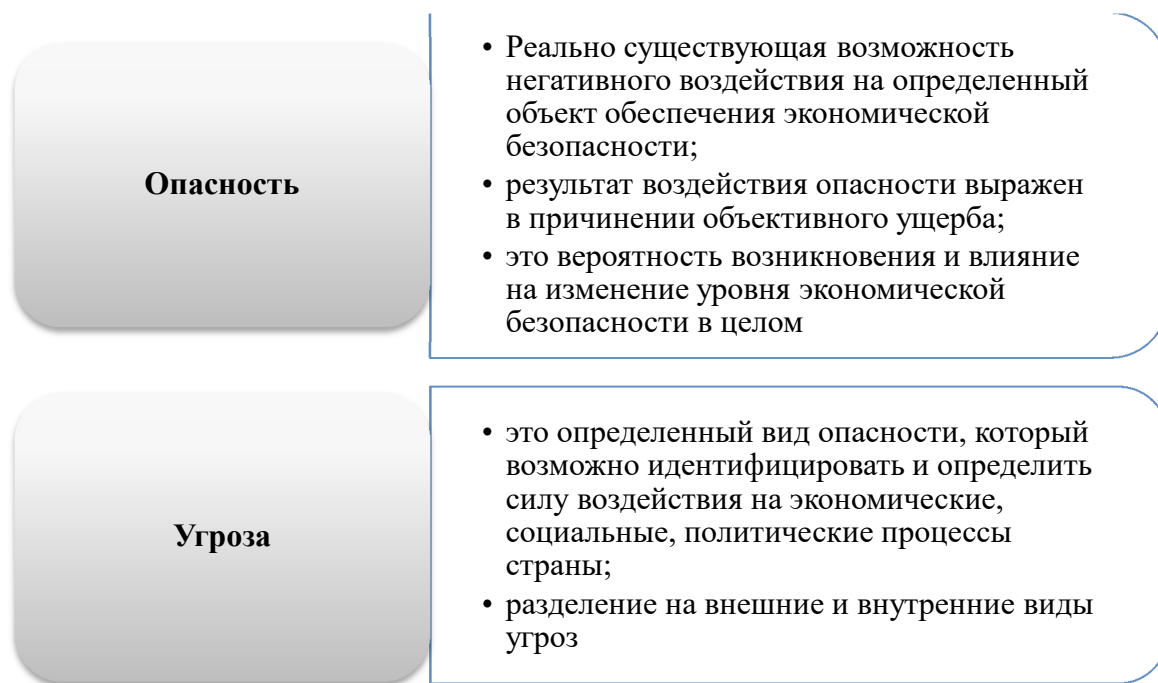 Опасность
• Реально существующая возможность
негативного воздействия на определенный
объект обеспечения экономической
безопасности;
• результат воздействия опасности выражен
в причинении объективного ущерба;
• это вероятность возникновения и влияние
на изменение уровня экономической
безопасности в целом
Угроза
• это определенный вид опасности, который
возможно идентифицировать и определить
силу воздействия на экономические,
социальные, политические процессы
страны;
• разделение на внешние и внутренние виды
угроз